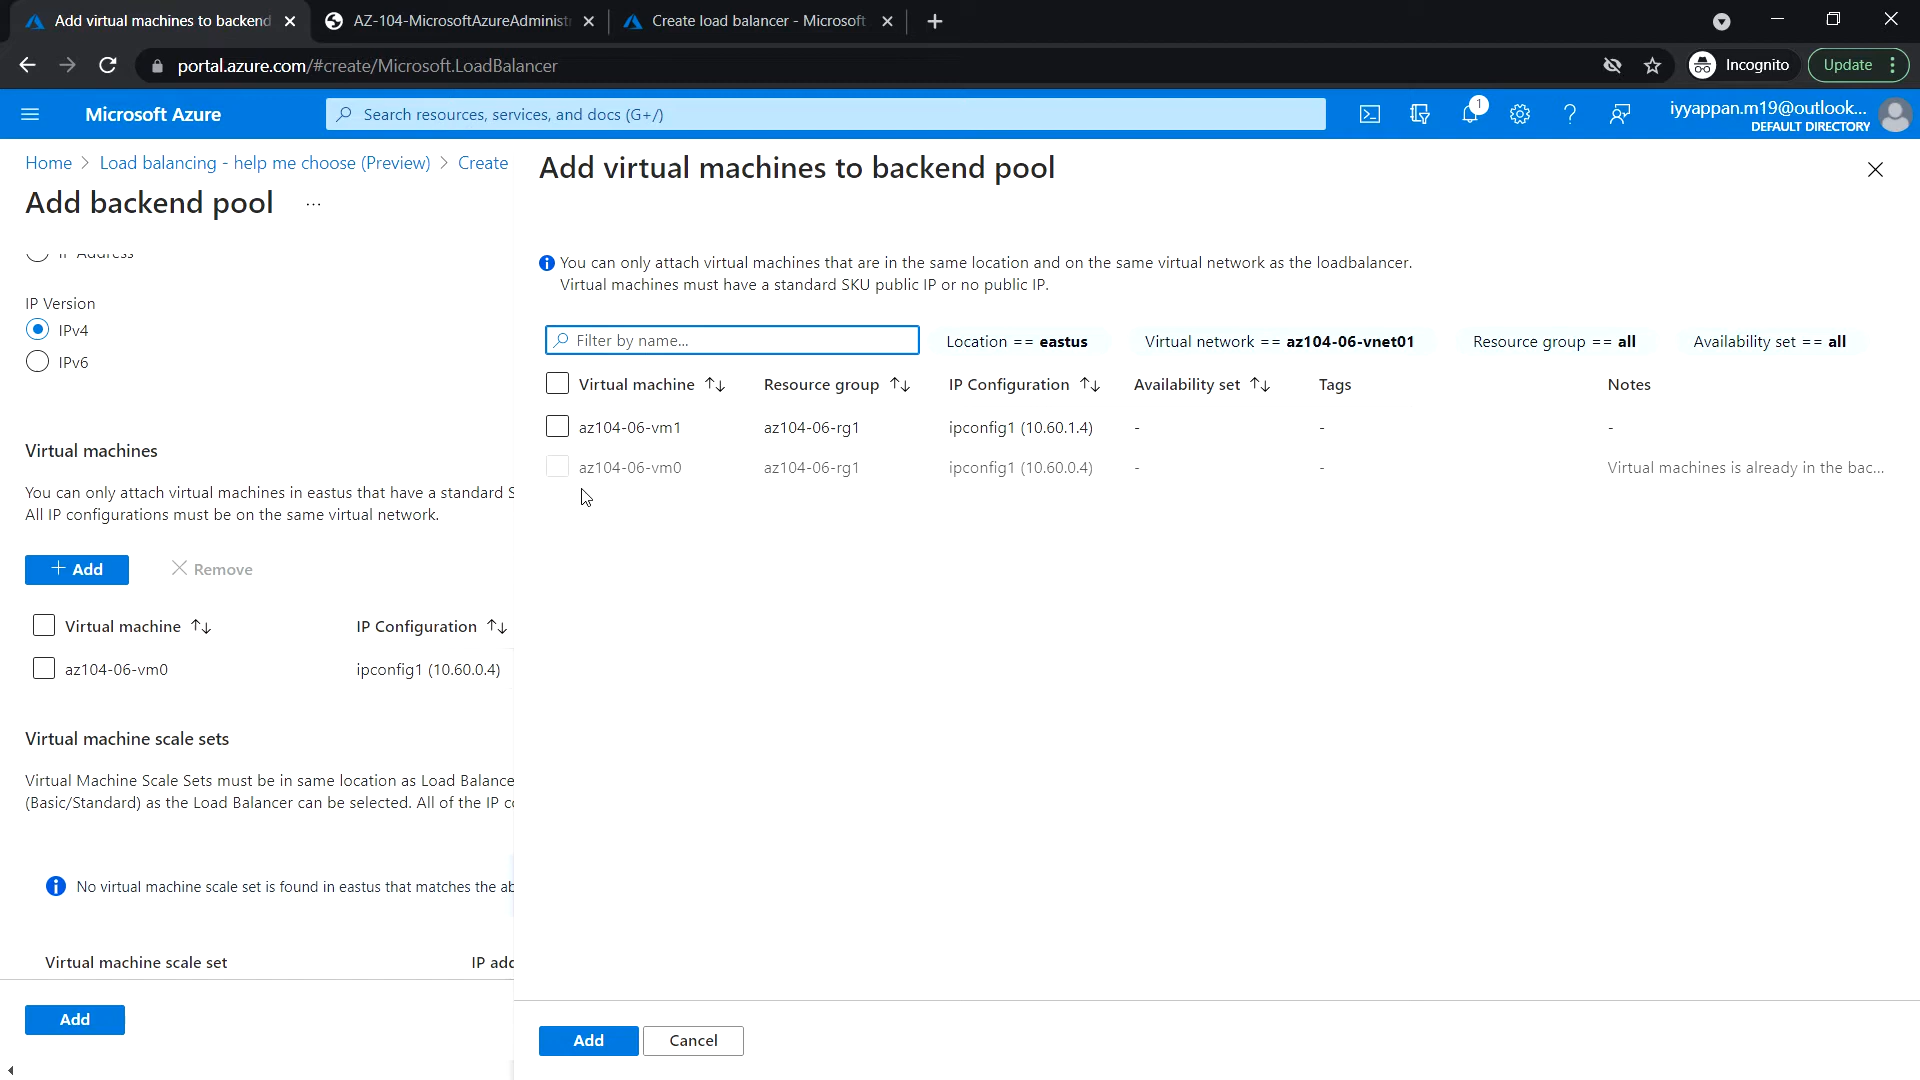 Add virtual machines to backend
AZ-104-MicrosoftAzureAdministr
Create load balancer - Microsoft
portal.azure.com/#create/Microsoft.LoadBalancer
Incognito
Update
Microsoft Azure
Search resources, services, and docs (G+/)
1
iyyappan.m19@outlook...
DEFAULT DIRECTORY
Home > Load balancing - help me choose (Preview) > Create
Add backend pool ...
IP Address
IP Version
IPv4
IPv6
Virtual machines
You can only attach virtual machines in eastus that have a standard S
All IP configurations must be on the same virtual network.
+ Add
Remove
Virtual machine
IP Configuration
az104-06-vm0
ipconfig1 (10.60.0.4)
Virtual machine scale sets
Virtual Machine Scale Sets must be in same location as Load Balance
(Basic/Standard) as the Load Balancer can be selected. All of the IP co
No virtual machine scale set is found in eastus that matches the ab
Virtual machine scale set
IP add
Add
Add virtual machines to backend pool
You can only attach virtual machines that are in the same location and on the same virtual network as the loadbalancer.
Virtual machines must have a standard SKU public IP or no public IP.
Filter by name...
Location == eastus
Virtual network == az104-06-vnet01
Resource group == all
Availability set == all
Virtual machine
Resource group
IP Configuration
Availability set
Tags
Notes
az104-06-vm1
az104-06-rg1
ipconfig1 (10.60.1.4)
-
-
-
az104-06-vm0
az104-06-rg1
ipconfig1 (10.60.0.4)
-
-
Virtual machines is already in the bac...
Add
Cancel